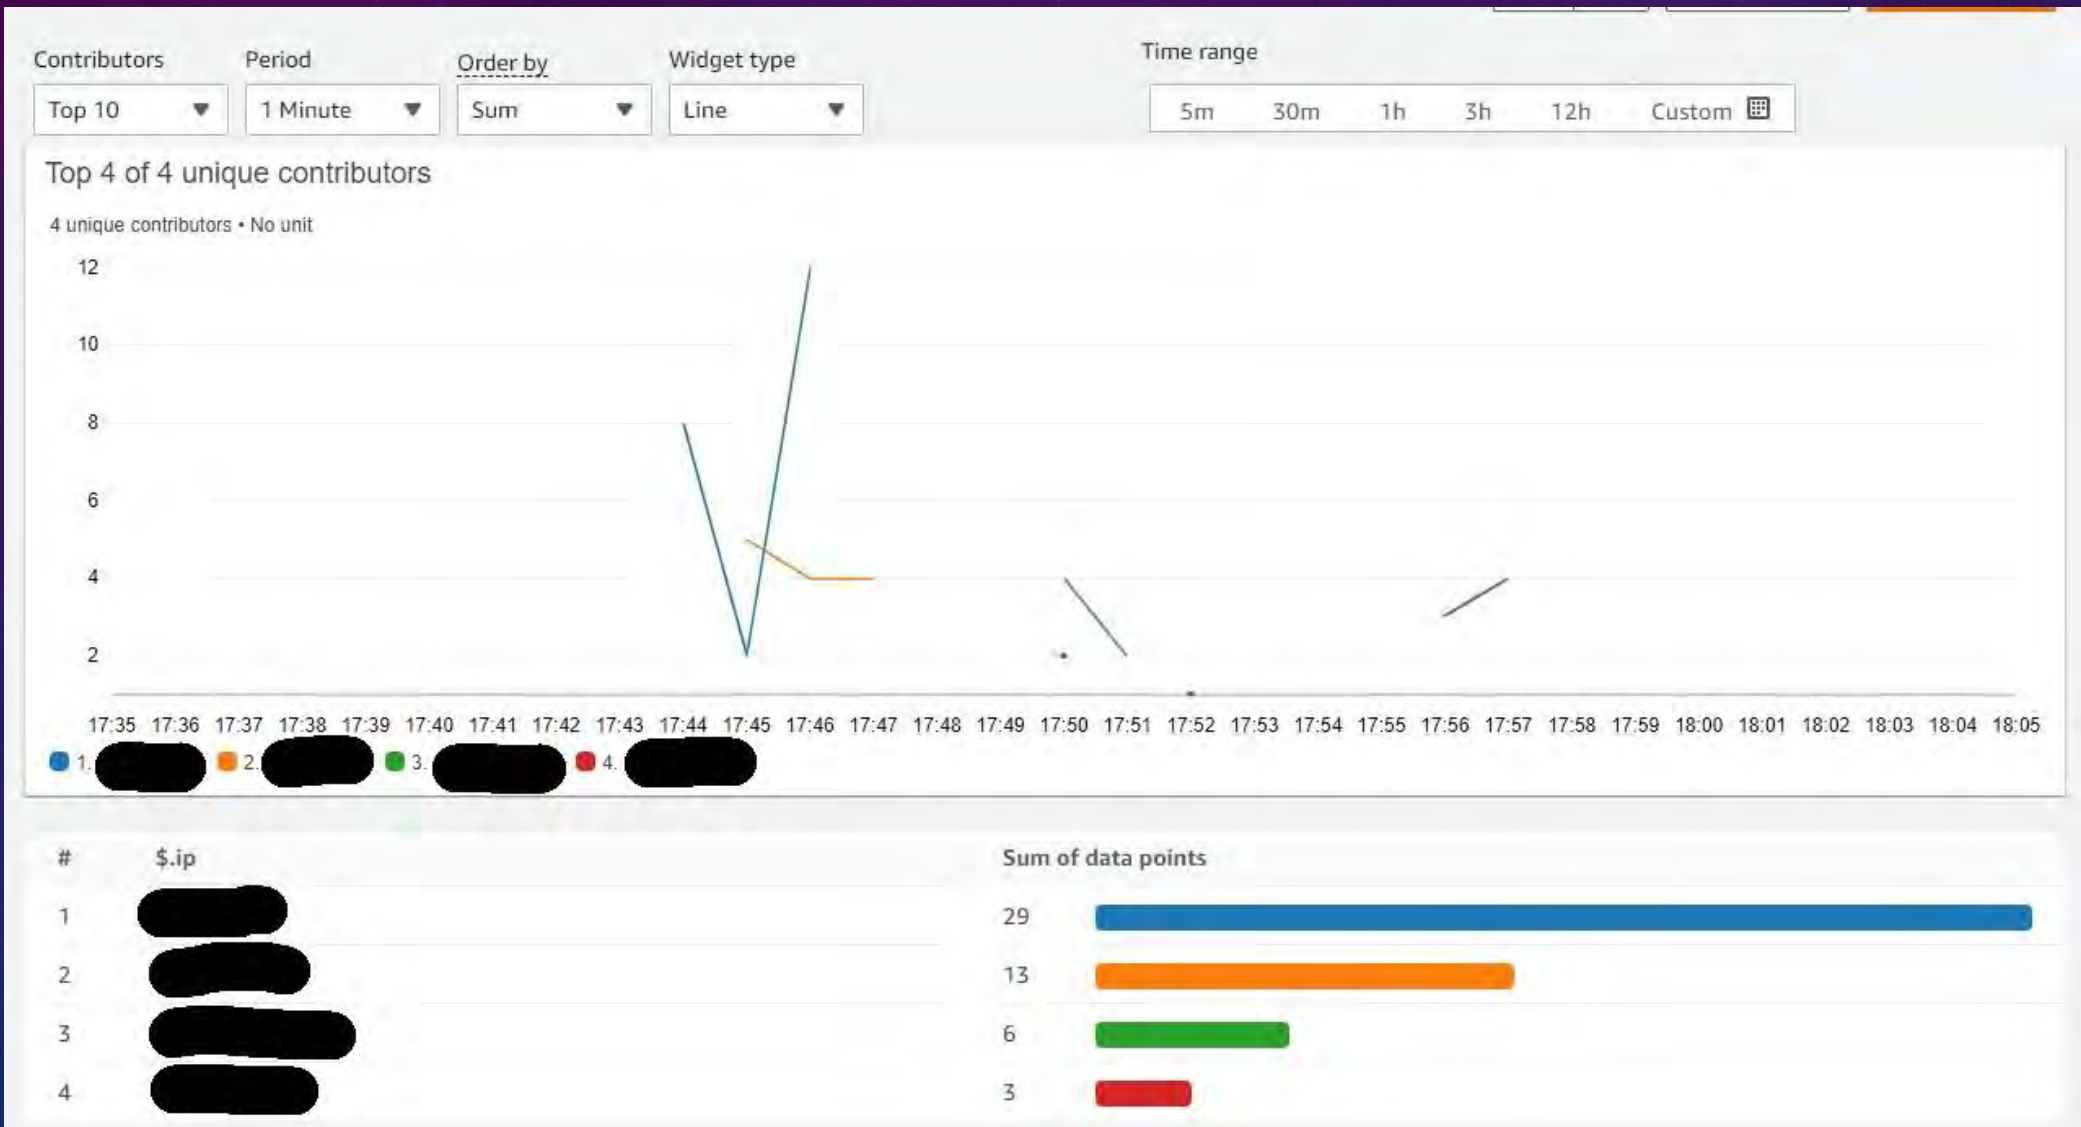 Contributors Period Order by Widget type Time range
Top 10 1 Minute Sum Line 5m 30m 1h 3h 12h Custom
Top 4 of 4 unique contributors
4 unique contributors • No unit
12
10
8
6
4
2
17:35 17:36 17:37 17:38 17:39 17:40 17:41 17:42 17:43 17:44 17:45 17:46 17:47 17:48 17:49 17:50 17:51 17:52 17:53 17:54 17:55 17:56 17:57 17:58 17:59 18:00 18:01 18:02 18:03 18:04 18:05
1. 2. 3. 4.
# $.ip Sum of data points
1 29
2 13
3 6
4 3